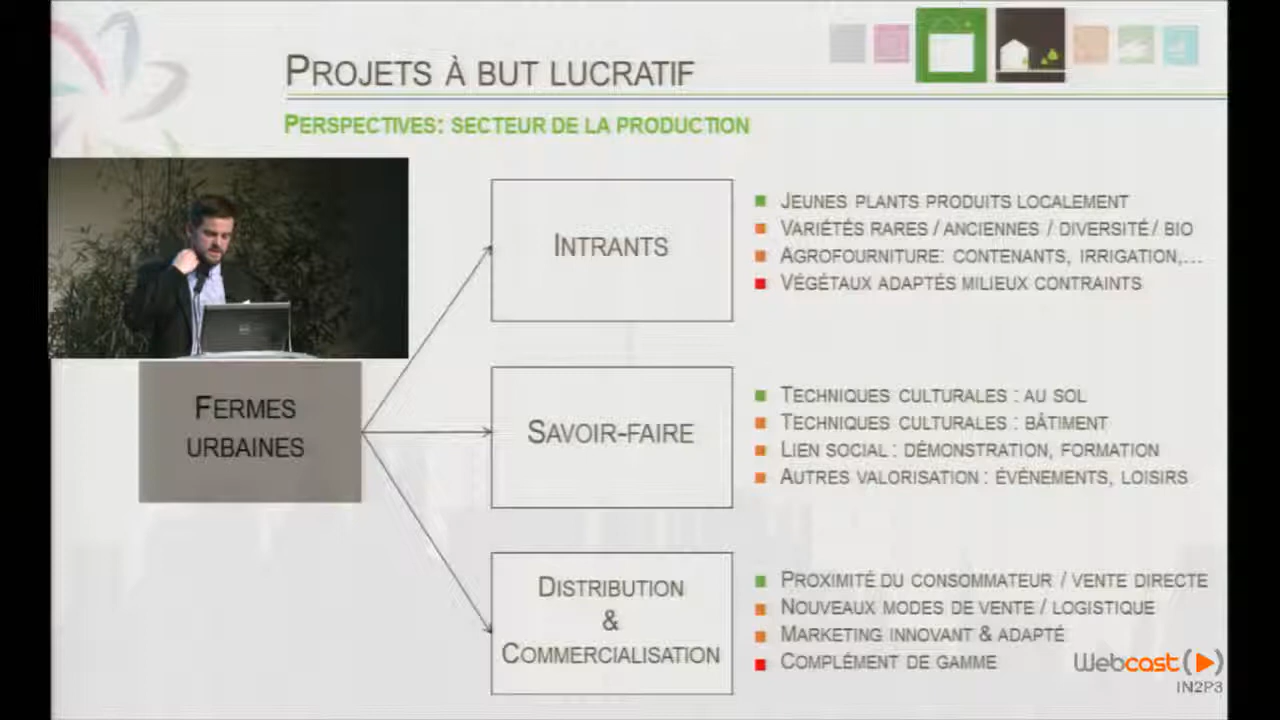 PROJETS À BUT LUCRATIF
PERSPECTIVES: SECTEUR DE LA PRODUCTION
FERMES
URBAINES
INTRANTS
JEUNES PLANTS PRODUITS LOCALEMENT
VARIÉTÉS RARES / ANCIENNES / DIVERSITÉ / BIO
AGROFOURNITURE: CONTENANTS, IRRIGATION,...
VÉGÉTAUX ADAPTÉS MILIEUX CONTRAINTS
SAVOIR-FAIRE
TECHNIQUES CULTURALES : AU SOL
TECHNIQUES CULTURALES : BÂTIMENT
LIEN SOCIAL : DÉMONSTRATION, FORMATION
AUTRES VALORISATION : ÉVÉNEMENTS, LOISIRS
DISTRIBUTION
&
COMMERCIALISATION
PROXIMITÉ DU CONSOMMATEUR / VENTE DIRECTE
NOUVEAUX MODES DE VENTE / LOGISTIQUE
MARKETING INNOVANT & ADAPTÉ
COMPLÉMENT DE GAMME
Webcast
IN2P3